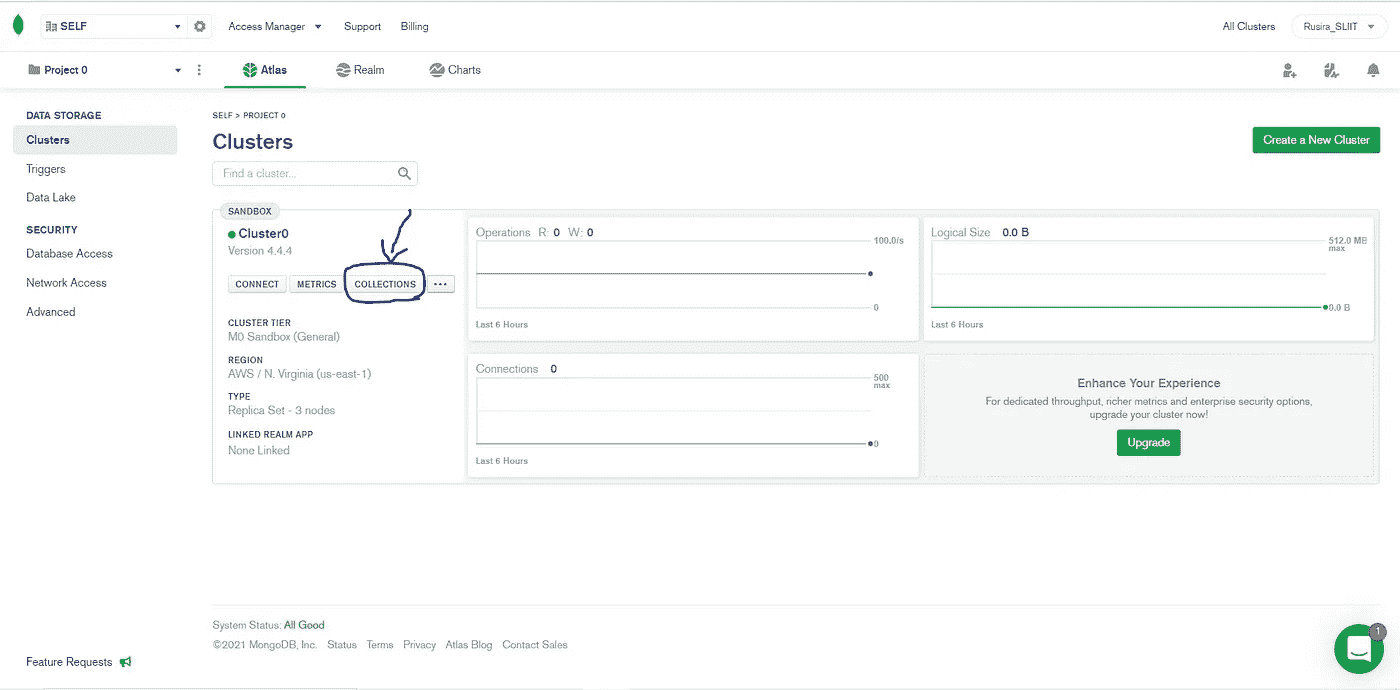 SELF
Access Manager
Support
Billing
All Clusters
Rusira_SLIIT
Project 0
Atlas
Realm
Charts
DATA STORAGE
Clusters
Triggers
Data Lake
SECURITY
Database Access
Network Access
Advanced
SELF > PROJECT 0
Clusters
Create a New Cluster
Find a cluster...
SANDBOX
Cluster0
Version 4.4.4
CONNECT
METRICS
COLLECTIONS
...
CLUSTER TIER
M0 Sandbox (General)
REGION
AWS / N. Virginia (us-east-1)
TYPE
Replica Set - 3 nodes
LINKED REALM APP
None Linked
Operations R: 0 W: 0
100.0/s
0
Last 6 Hours
Logical Size 0.0 B
512.0 MB
max
0.0 B
Last 6 Hours
Connections 0
500
max
0
Last 6 Hours
Enhance Your Experience
For dedicated throughput, richer metrics and enterprise security options,
upgrade your cluster now!
Upgrade
System Status: All Good
©2021 MongoDB, Inc. Status Terms Privacy Atlas Blog Contact Sales
Feature Requests
1